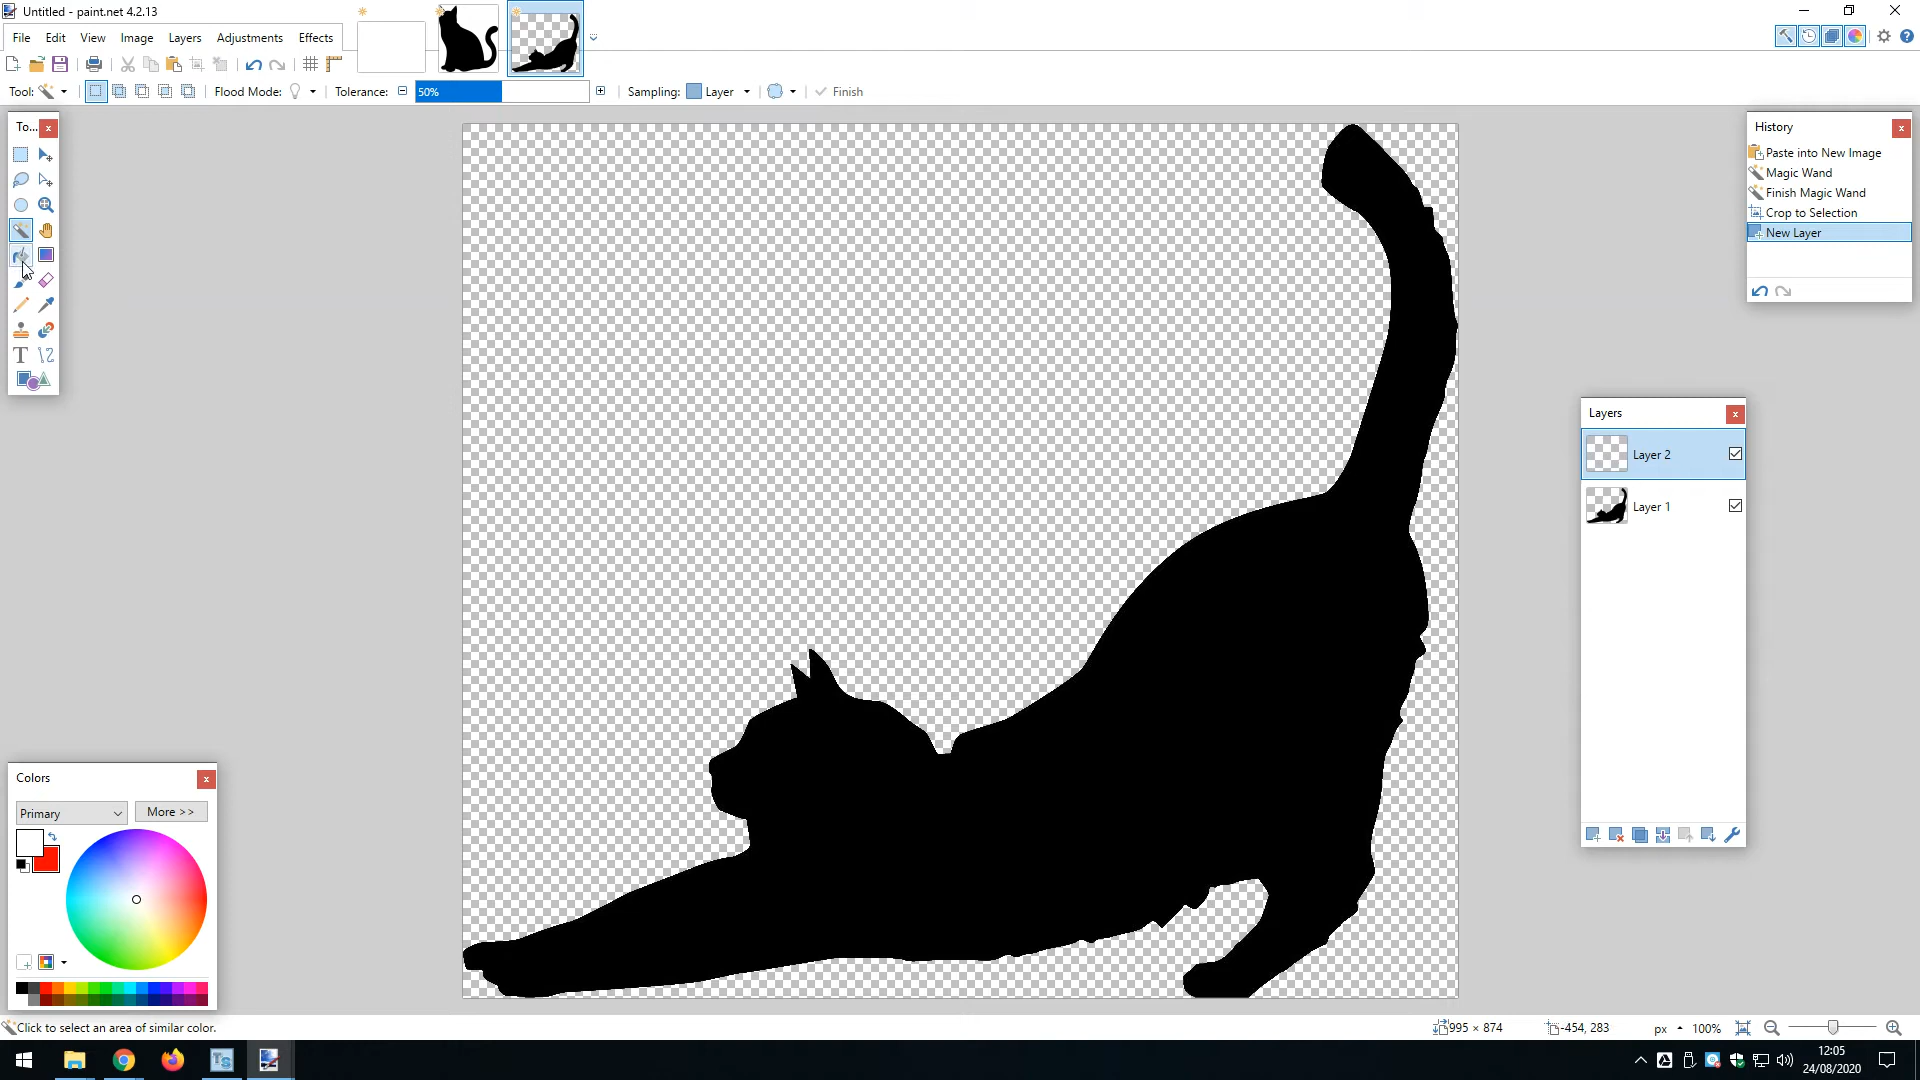 Untitled - paint.net 4.2.13
File Edit View Image Layers Adjustments Effects
Tool: Flood Mode: Tolerance: 50% Sampling: Layer Finish
To...
History
Paste into New Image
Magic Wand
Finish Magic Wand
Crop to Selection
New Layer
Layers
Layer 2
Layer 1
Colors
Primary More >>
Click to select an area of similar color.
995 × 874 -454, 283 px 100%
12:05
24/08/2020